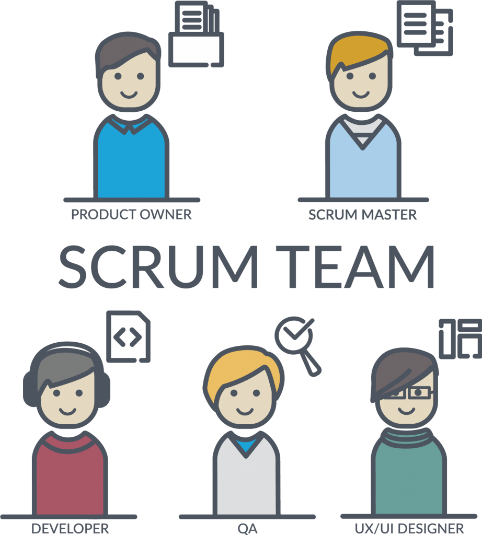 PRODUCT OWNER
SCRUM MASTER
SCRUM TEAM
DEVELOPER
QA
UX/UI DESIGNER